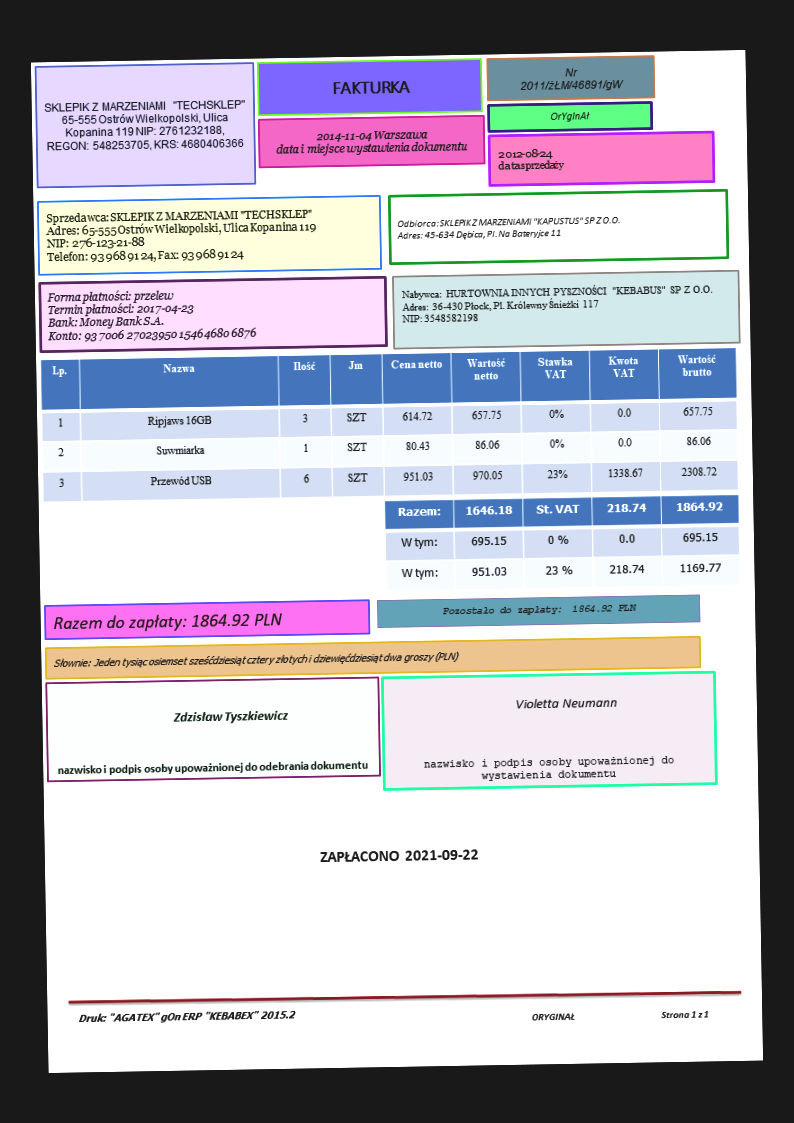 SKLEPIK Z MARZENIAMI "TECHSKLEP"
65-555 Ostrów Wielkopolski, Ulica
Kopanina 119 NIP: 2761232188,
REGON: 548253705, KRS: 4680406366
FAKTURKA
2014-11-04 Warszawa
data i miejsce wystawienia dokumentu
Nr
2011/żŁM/46891/gW
OrYgInAł
2012-08-24
datasprzedaży
Sprzedawca: SKLEPIK Z MARZENIAMI "TECHSKLEP"
Adres: 65-555 Ostrów Wielkopolski, Ulica Kopanina 119
NIP: 276-123-21-88
Telefon: 93 968 91 24, Fax: 93 968 91 24
Odbiorca: SKLEPIK Z MARZENIAMI "KAPUSTUS" SP Z O.O.
Adres: 45-634 Dębica, Pl. Na Bateryjce 11
Forma płatności: przelew
Termin płatności: 2017-04-23
Bank: Money Bank S.A.
Konto: 93 7006 2702 3950 1546 4680 6876
Nabywca: HURTOWNIA INNYCH PYSZNOŚCI "KEBABUS" SP Z O.O.
Adres: 36-430 Płock, Pl. Królewny Śnieżki 117
NIP: 3548582198
Lp. Nazwa Ilość Jm Cena netto Wartość netto Stawka VAT Kwota VAT Wartość brutto
1 Ripjaws 16GB 3 SZT 614.72 657.75 0% 0.0 657.75
2 Suwmiarka 1 SZT 80.43 86.06 0% 0.0 86.06
3 Przewód USB 6 SZT 951.03 970.05 23% 1338.67 2308.72
Razem: 1646.18 St. VAT 218.74 1864.92
W tym: 695.15 0 % 0.0 695.15
W tym: 951.03 23 % 218.74 1169.77
Razem do zapłaty: 1864.92 PLN
Pozostało do zapłaty: 1864.92 PLN
Słownie: Jeden tysiąc osiemset sześćdziesiąt cztery złotych i dziewięćdziesiąt dwa groszy (PLN)
Zdzisław Tyszkiewicz
nazwisko i podpis osoby upoważnionej do odebrania dokumentu
Violetta Neumann
nazwisko i podpis osoby upoważnionej do
wystawienia dokumentu
ZAPŁACONO 2021-09-22
Druk: "AGATEX" gOn ERP "KEBABEX" 2015.2
ORYGINAŁ
Strona 1 z 1